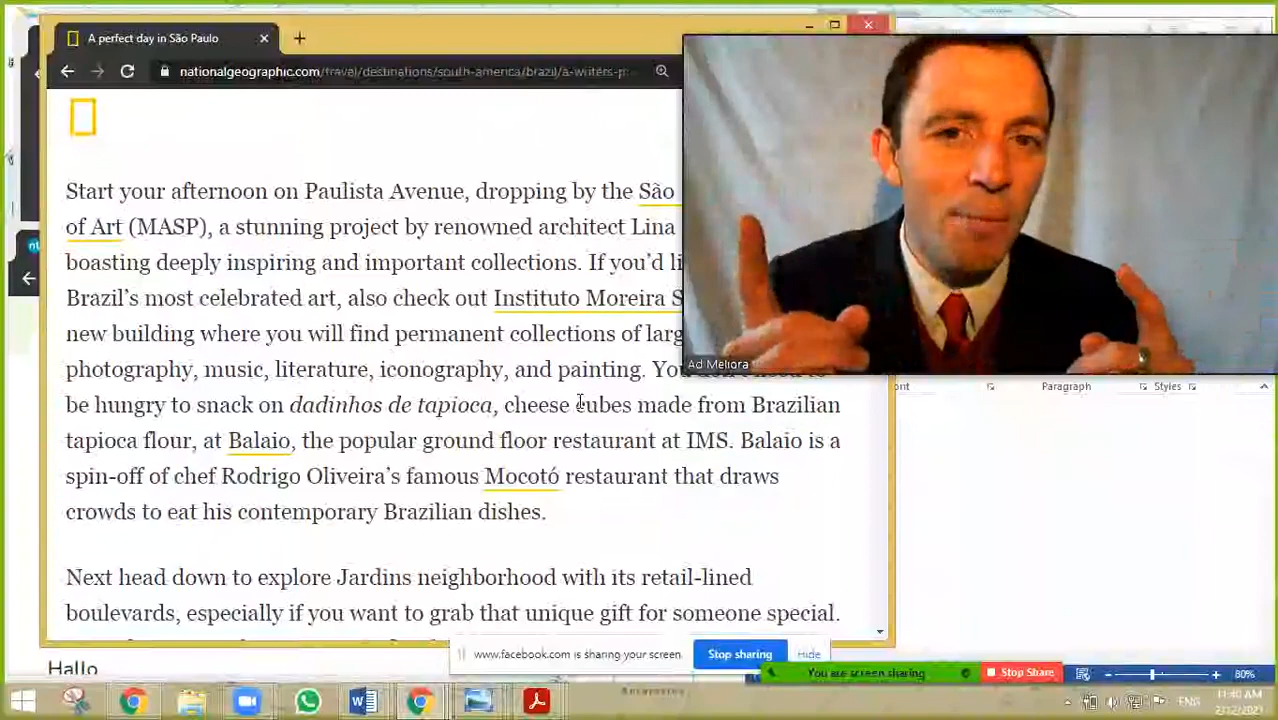 A perfect day in São Paulo
nationalgeographic.com/travel/destinations/south-america/brazil/a-writers-p
Start your afternoon on Paulista Avenue, dropping by the São
of Art (MASP), a stunning project by renowned architect Lina
boasting deeply inspiring and important collections. If you'd li
Brazil's most celebrated art, also check out Instituto Moreira S
new building where you will find permanent collections of larg
photography, music, literature, iconography, and painting. You don't need to
be hungry to snack on dadinhos de tapioca, cheese cubes made from Brazilian
tapioca flour, at Balaio, the popular ground floor restaurant at IMS. Balaio is a
spin-off of chef Rodrigo Oliveira's famous Mocotó restaurant that draws
crowds to eat his contemporary Brazilian dishes.
Next head down to explore Jardins neighborhood with its retail-lined
boulevards, especially if you want to grab that unique gift for someone special.
Ad Meliora
ont
Paragraph
Styles
nt
Hallo
www.facebook.com is sharing your screen.
Stop sharing
Hide
You are screen sharing
Stop Share
80%
ENG
11:40 AM